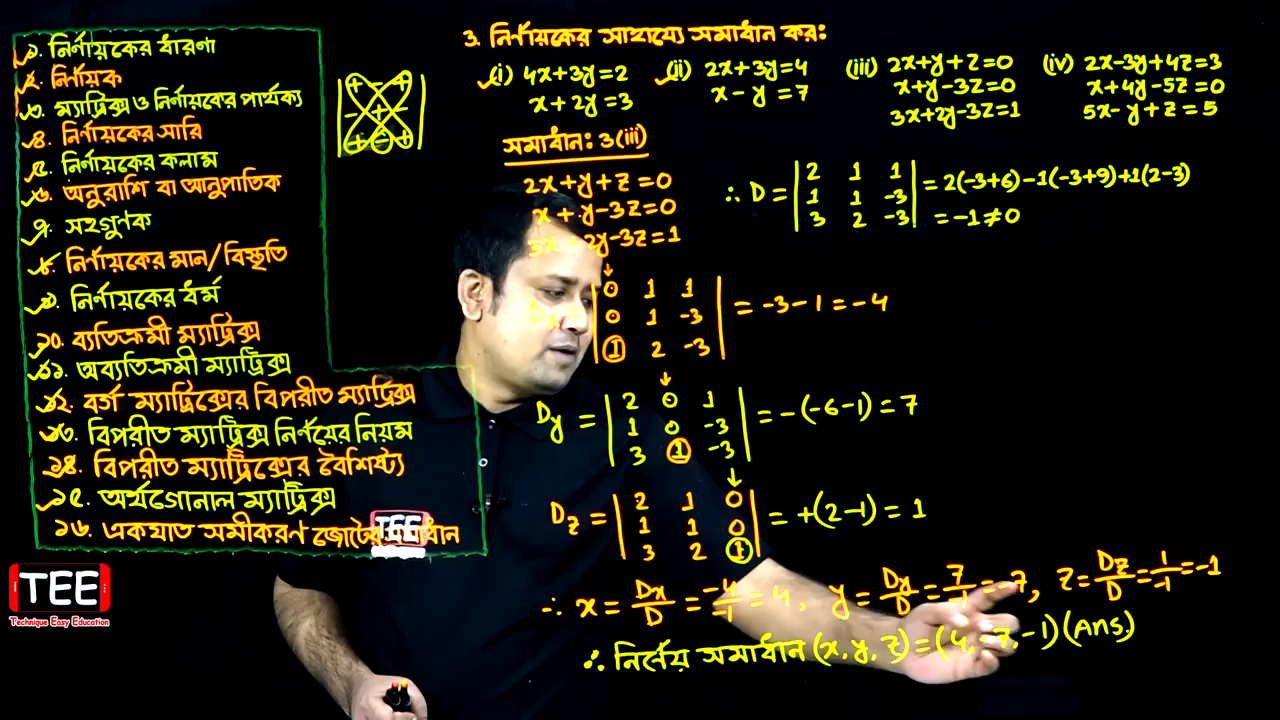 ১. নির্ণায়কের ধারণা
২. নির্ণায়ক
৩. ম্যাট্রিক্স ও নির্ণায়কের পার্থক্য
৪. নির্ণায়কের সারি
৫. নির্ণায়কের কলাম
৬. অনুরাশি বা আনুপাতিক
৭. সহগুণক
৮. নির্ণায়কের মান/বিস্তৃতি
৯. নির্ণায়কের ধর্ম
১০. ব্যতিক্রমী ম্যাট্রিক্স
১১. অব্যতিক্রমী ম্যাট্রিক্স
১২. বর্গ ম্যাট্রিক্সের বিপরীত ম্যাট্রিক্স
১৩. বিপরীত ম্যাট্রিক্স নির্ণয়ের নিয়ম
১৪. বিপরীত ম্যাট্রিক্সের বৈশিষ্ট্য
১৫. অর্থগোনাল ম্যাট্রিক্স
১৬. একঘাত সমীকরণ জোটের সমাধান
TEE
TEE
Technique Easy Education
+ - +
- + -
+ - +
3. নির্ণায়কের সাহায্যে সমাধান কর:
(i) 4x+3y=2 (ii) 2x+3y=4 (iii) 2x+y+z=0 (iv) 2x-3y+4z=3
x+2y=3 x-y=7 x+y-3z=0 x+4y-5z=0
3x+2y-3z=1 5x-y+z=5
সমাধান: 3(iii)
2x+y+z=0
x+y-3z=0
3x+2y-3z=1
∴ D = | 2 1 1 | = 2(-3+6)-1(-3+9)+1(2-3)
| 1 1 -3 |
| 3 2 -3 | = -1≠0
| 0 1 1 |
| 0 1 -3 | = -3-1 = -4
| 1 2 -3 |
| 2 0 1 |
Dy = | 1 0 -3 | = -(-6-1) = 7
| 3 1 -3 |
| 2 1 0 |
Dz = | 1 1 0 | = +(2-1) = 1
| 3 2 1 |
∴ x = Dx/D = -4/-1 = 4, y = Dy/D = 7/-1 = -7, z = Dz/D = 1/-1 = -1
∴ নির্ণেয় সমাধান (x, y, z) = (4, -7, -1) (Ans.)